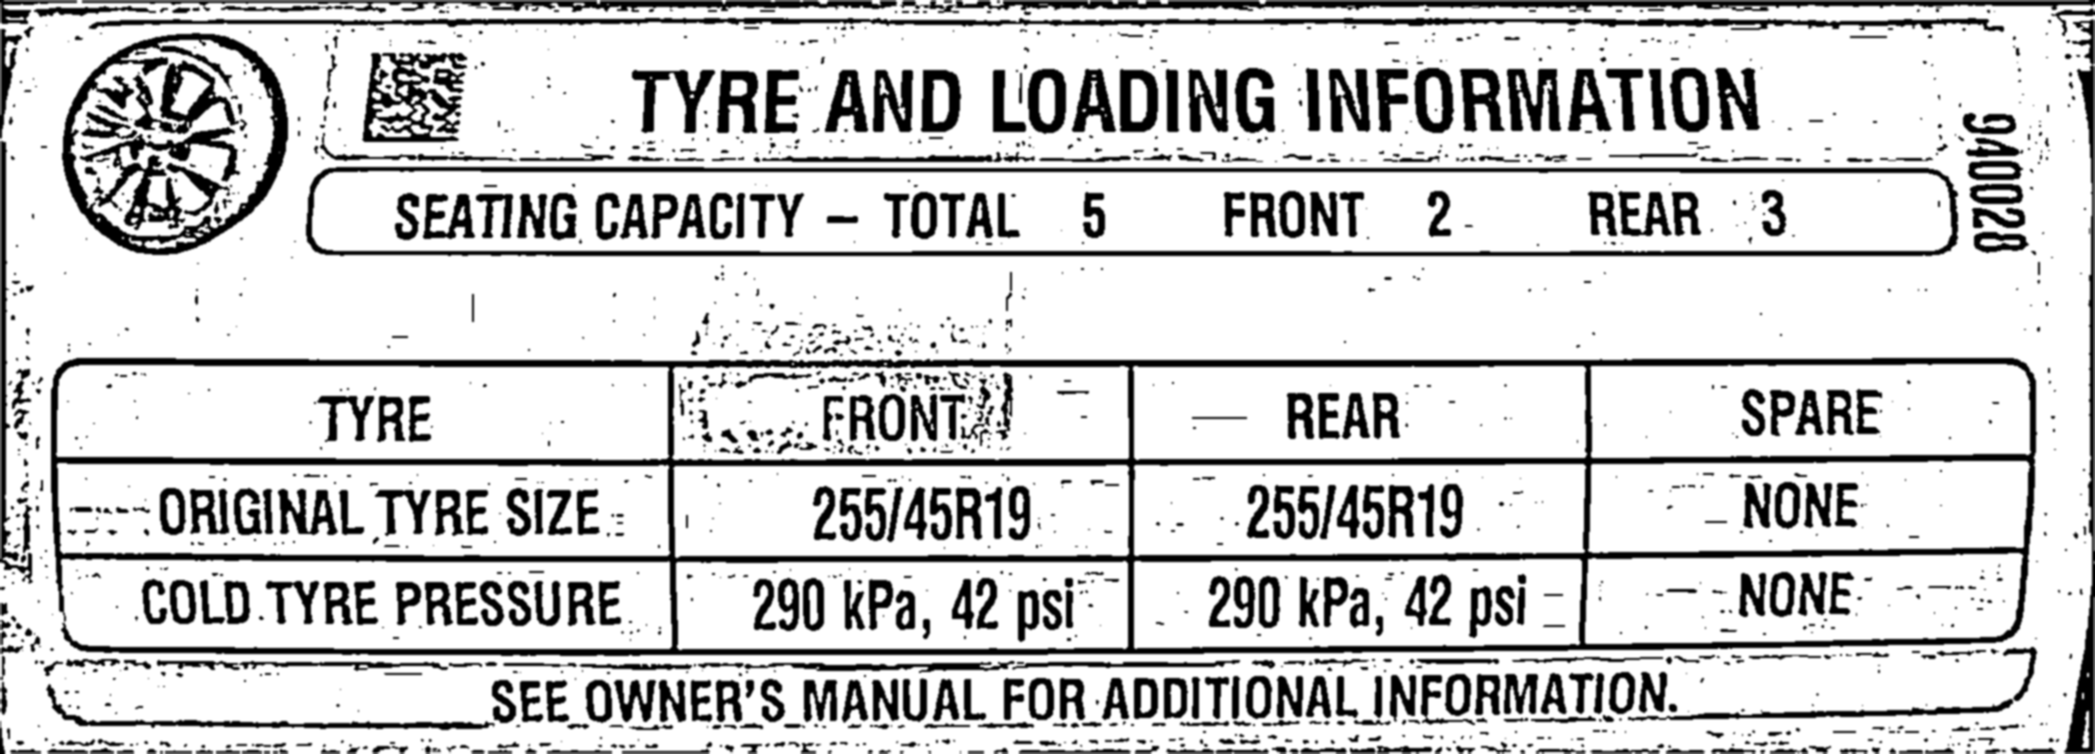 TYRE AND LOADING INFORMATION
940028
SEATING CAPACITY – TOTAL 5 FRONT 2 REAR 3
TYRE FRONT REAR SPARE
ORIGINAL TYRE SIZE 255/45R19 255/45R19 NONE
COLD TYRE PRESSURE 290 kPa, 42 psi 290 kPa, 42 psi NONE
SEE OWNER'S MANUAL FOR ADDITIONAL INFORMATION.